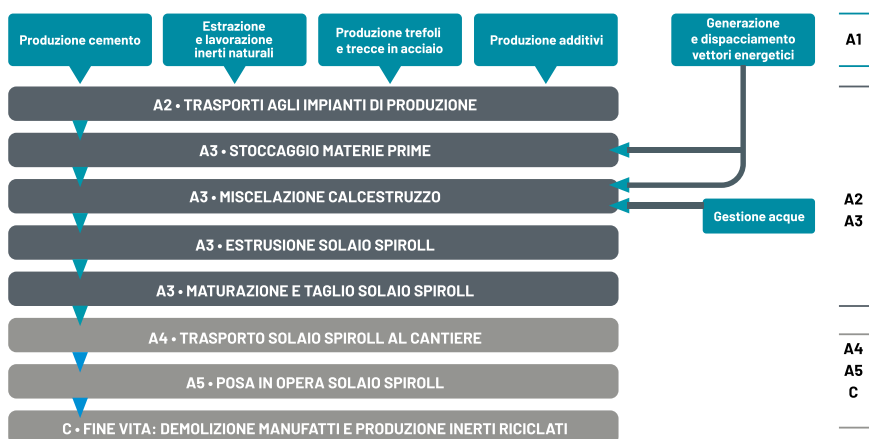 Produzione cemento
Estrazione
e lavorazione
inerti naturali
Produzione trefoli
e trecce in acciaio
Produzione additivi
Generazione
e dispacciamento
vettori energetici
A1
A2 • TRASPORTI AGLI IMPIANTI DI PRODUZIONE
A3 • STOCCAGGIO MATERIE PRIME
A3 • MISCELAZIONE CALCESTRUZZO
Gestione acque
A2
A3
A3 • ESTRUSIONE SOLAIO SPIROLL
A3 • MATURAZIONE E TAGLIO SOLAIO SPIROLL
A4 • TRASPORTO SOLAIO SPIROLL AL CANTIERE
A4
A5
C
A5 • POSA IN OPERA SOLAIO SPIROLL
C • FINE VITA: DEMOLIZIONE MANUFATTI E PRODUZIONE INERTI RICICLATI